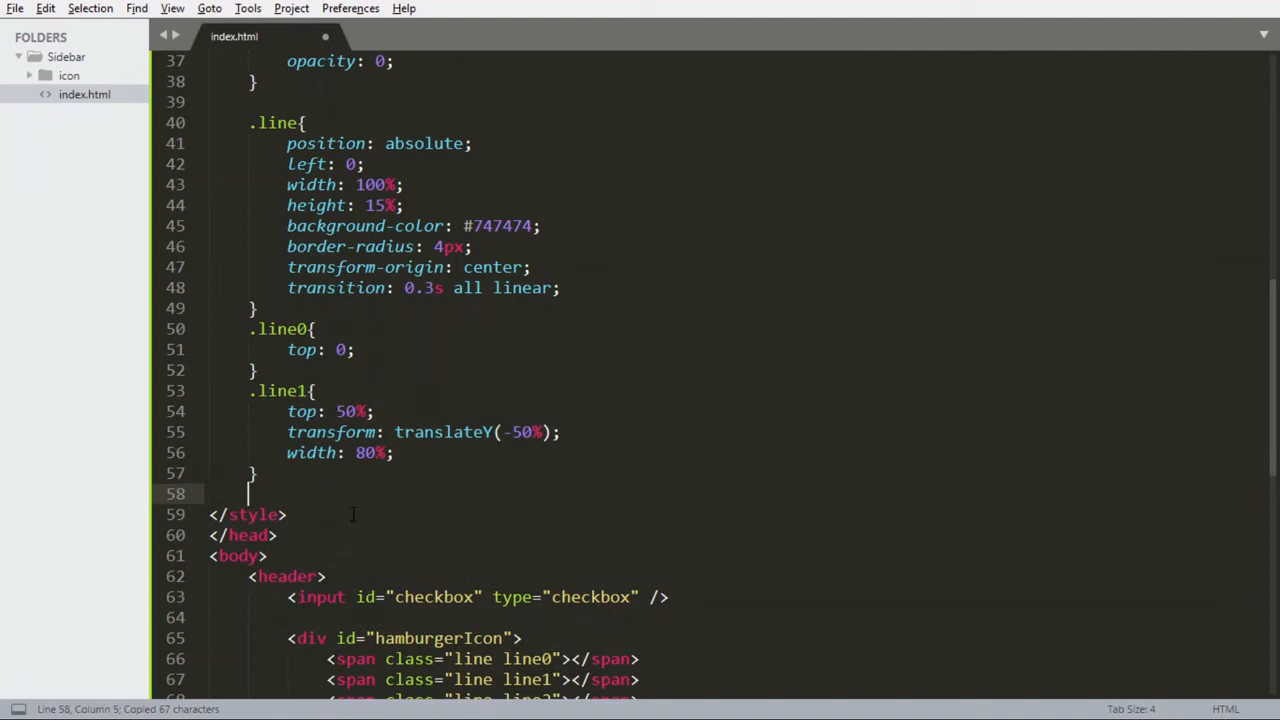 File Edit Selection Find View Goto Tools Project Preferences Help
FOLDERS
Sidebar
icon
index.html
index.html
37 opacity: 0;
38 }
39
40 .line{
41 position: absolute;
42 left: 0;
43 width: 100%;
44 height: 15%;
45 background-color: #747474;
46 border-radius: 4px;
47 transform-origin: center;
48 transition: 0.3s all linear;
49 }
50 .line0{
51 top: 0;
52 }
53 .line1{
54 top: 50%;
55 transform: translateY(-50%);
56 width: 80%;
57 }
58
59 </style>
60 </head>
61 <body>
62 <header>
63 <input id="checkbox" type="checkbox" />
64
65 <div id="hamburgerIcon">
66 <span class="line line0"></span>
67 <span class="line line1"></span>
68 <span class="line line2"></span>
Line 58, Column 5; Copied 67 characters
Tab Size: 4
HTML